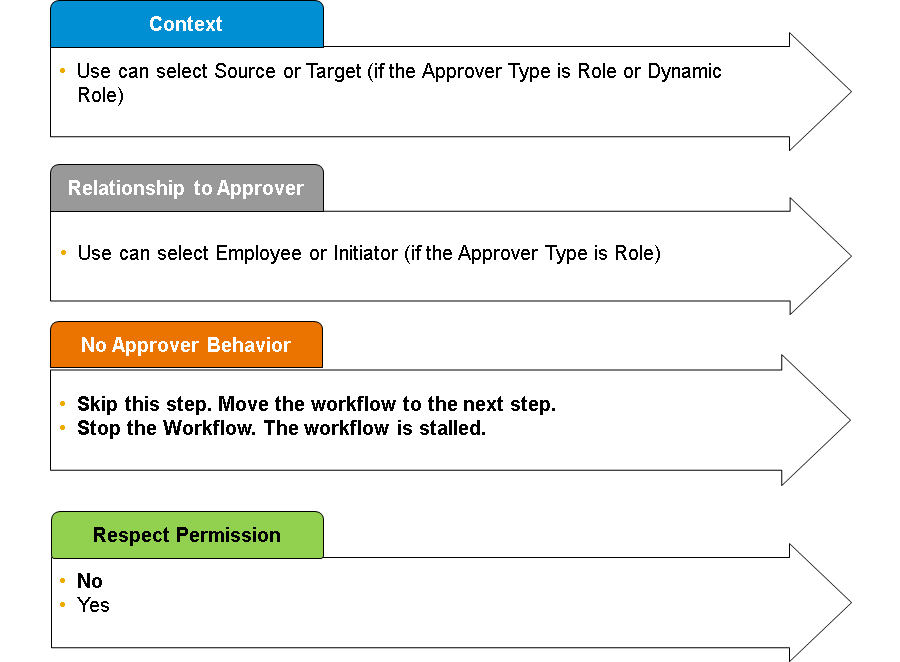 Context
• Use can select Source or Target (if the Approver Type is Role or Dynamic
Role)
Relationship to Approver
• Use can select Employee or Initiator (if the Approver Type is Role)
No Approver Behavior
• Skip this step. Move the workflow to the next step.
• Stop the Workflow. The workflow is stalled.
Respect Permission
• No
• Yes